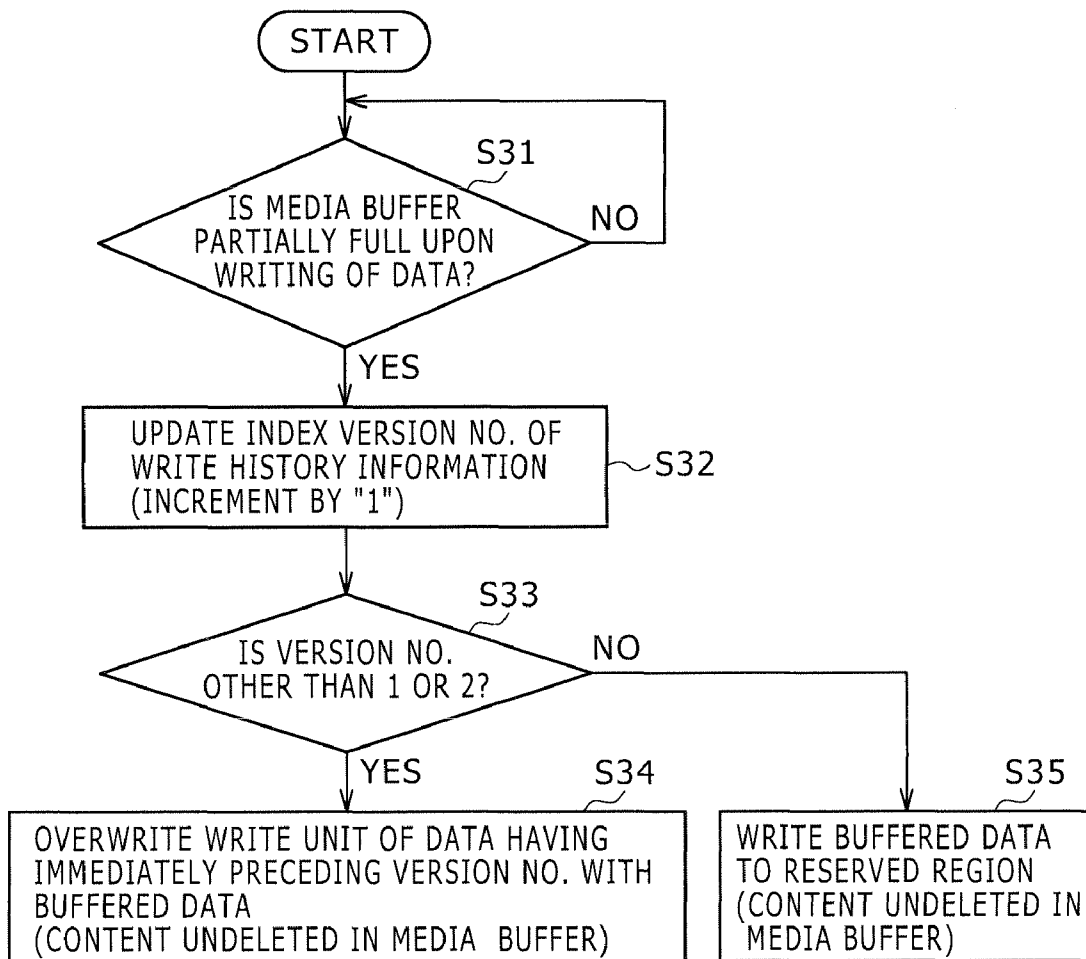 START
S31
IS MEDIA BUFFER
PARTIALLY FULL UPON
WRITING OF DATA?
NO
YES
UPDATE INDEX VERSION NO. OF
WRITE HISTORY INFORMATION
(INCREMENT BY "1")
S32
S33
IS VERSION NO.
OTHER THAN 1 OR 2?
NO
YES
S34
OVERWRITE WRITE UNIT OF DATA HAVING
IMMEDIATELY PRECEDING VERSION NO. WITH
BUFFERED DATA
(CONTENT UNDELETED IN MEDIA BUFFER)
S35
WRITE BUFFERED DATA
TO RESERVED REGION
(CONTENT UNDELETED IN
MEDIA BUFFER)